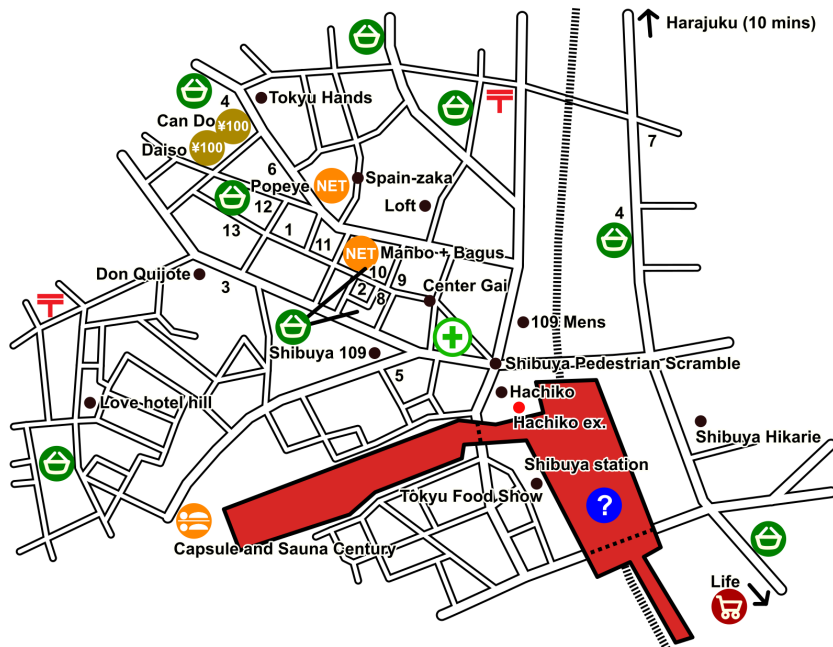 Harajuku (10 mins)
4
Tokyu Hands
Can Do
¥100
7
Daiso
¥100
6
Popeye
NET
Spain-zaka
12
Loft
4
13
1
11
NET
Manbo + Bagus
Don Quijote
3
10
9
2
8
Center Gai
109 Mens
Shibuya 109
5
Shibuya Pedestrian Scramble
Love hotel hill
Hachiko
Hachiko ex.
Shibuya Hikarie
Shibuya station
Tokyu Food Show
?
Capsule and Sauna Century
Life